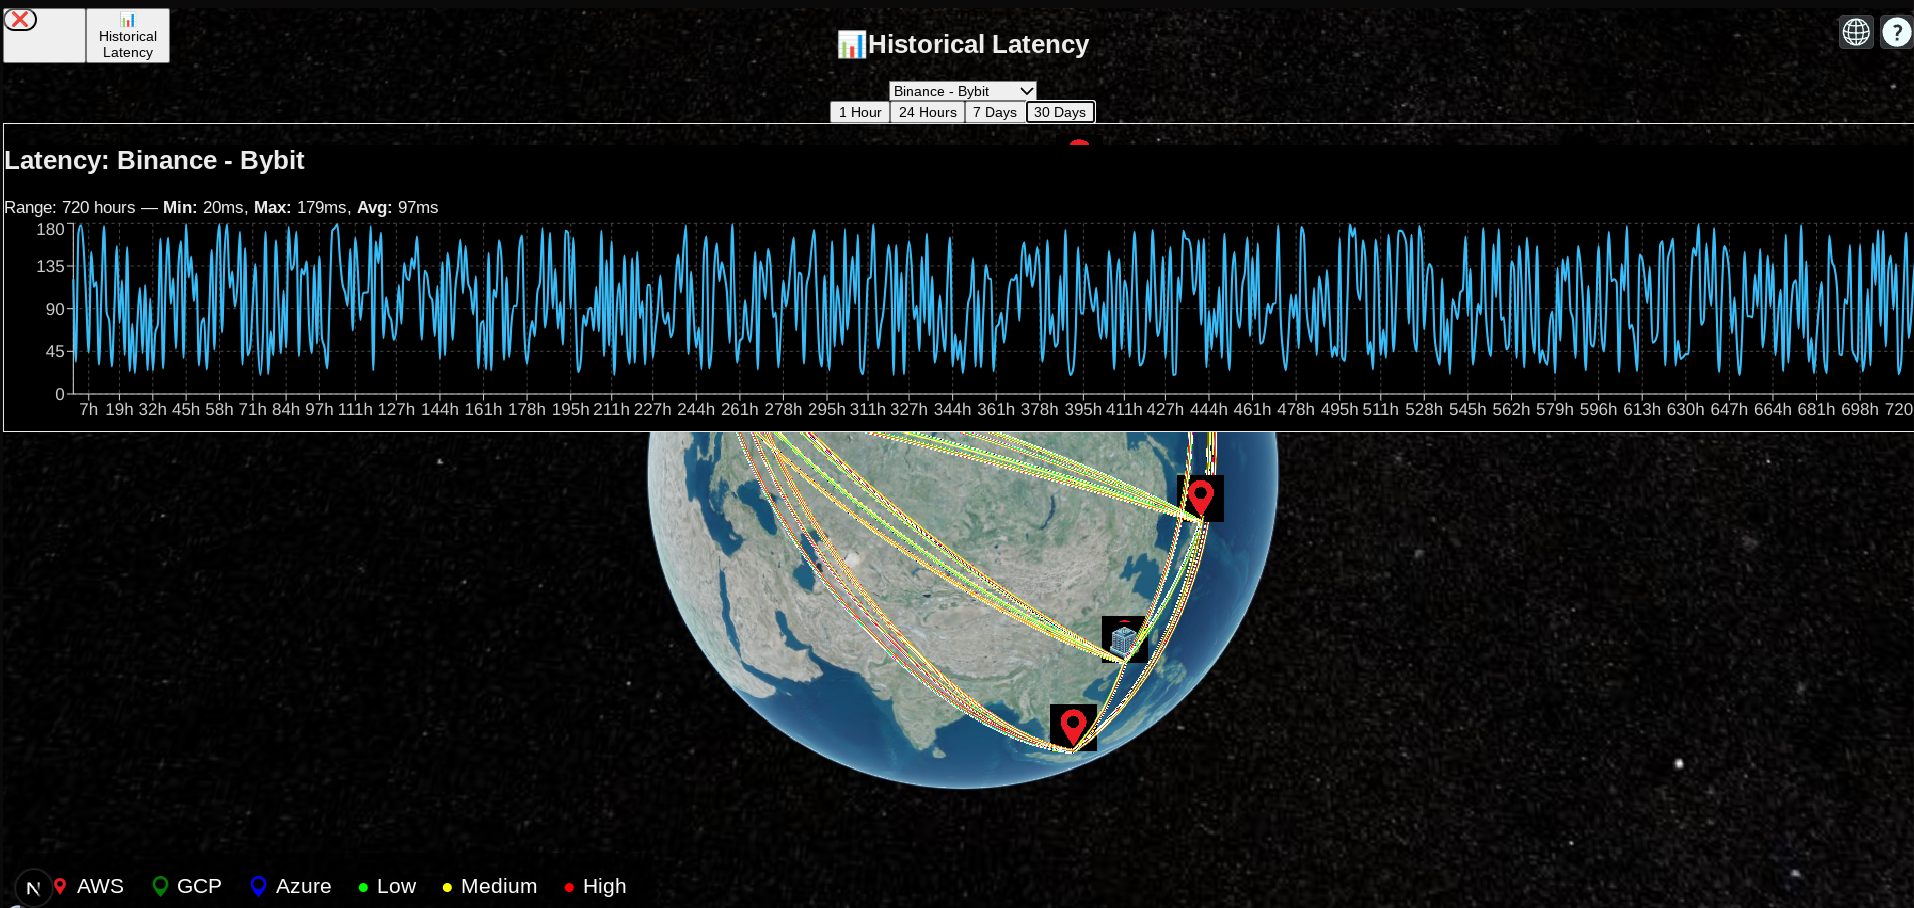 Historical
Latency
Historical Latency
?
Binance - Bybit
1 Hour 24 Hours 7 Days 30 Days
Latency: Binance - Bybit
Range: 720 hours — Min: 20ms, Max: 179ms, Avg: 97ms
180
135
90
45
0
7h 19h 32h 45h 58h 71h 84h 97h 111h 127h 144h 161h 178h 195h 211h 227h 244h 261h 278h 295h 311h 327h 344h 361h 378h 395h 411h 427h 444h 461h 478h 495h 511h 528h 545h 562h 579h 596h 613h 630h 647h 664h 681h 698h 720
N AWS GCP Azure Low Medium High